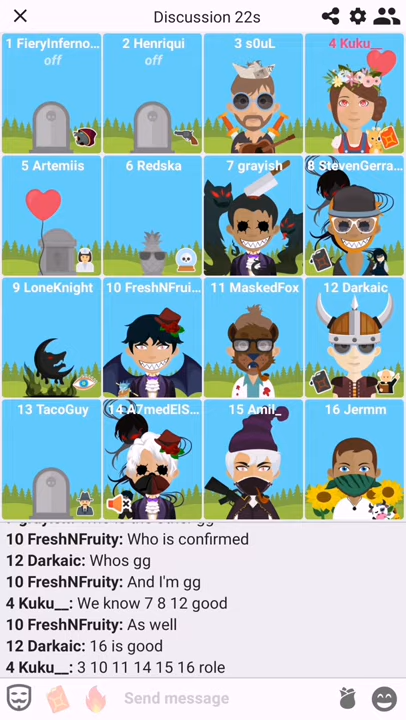 Discussion 22s
1 FieryInferno...
off
2 Henriqui
off
3 s0uL
4 Kuku__
5 Artemiis
6 Redska
7 grayish
8 StevenGerra...
9 LoneKnight
10 FreshNFrui...
11 MaskedFox
12 Darkaic
13 TacoGuy
14 A7medElS...
15 Amil_
16 Jermm
10 FreshNFruity: Who is confirmed
12 Darkaic: Whos gg
10 FreshNFruity: And I'm gg
4 Kuku__: We know 7 8 12 good
10 FreshNFruity: As well
12 Darkaic: 16 is good
4 Kuku__: 3 10 11 14 15 16 role
Send message